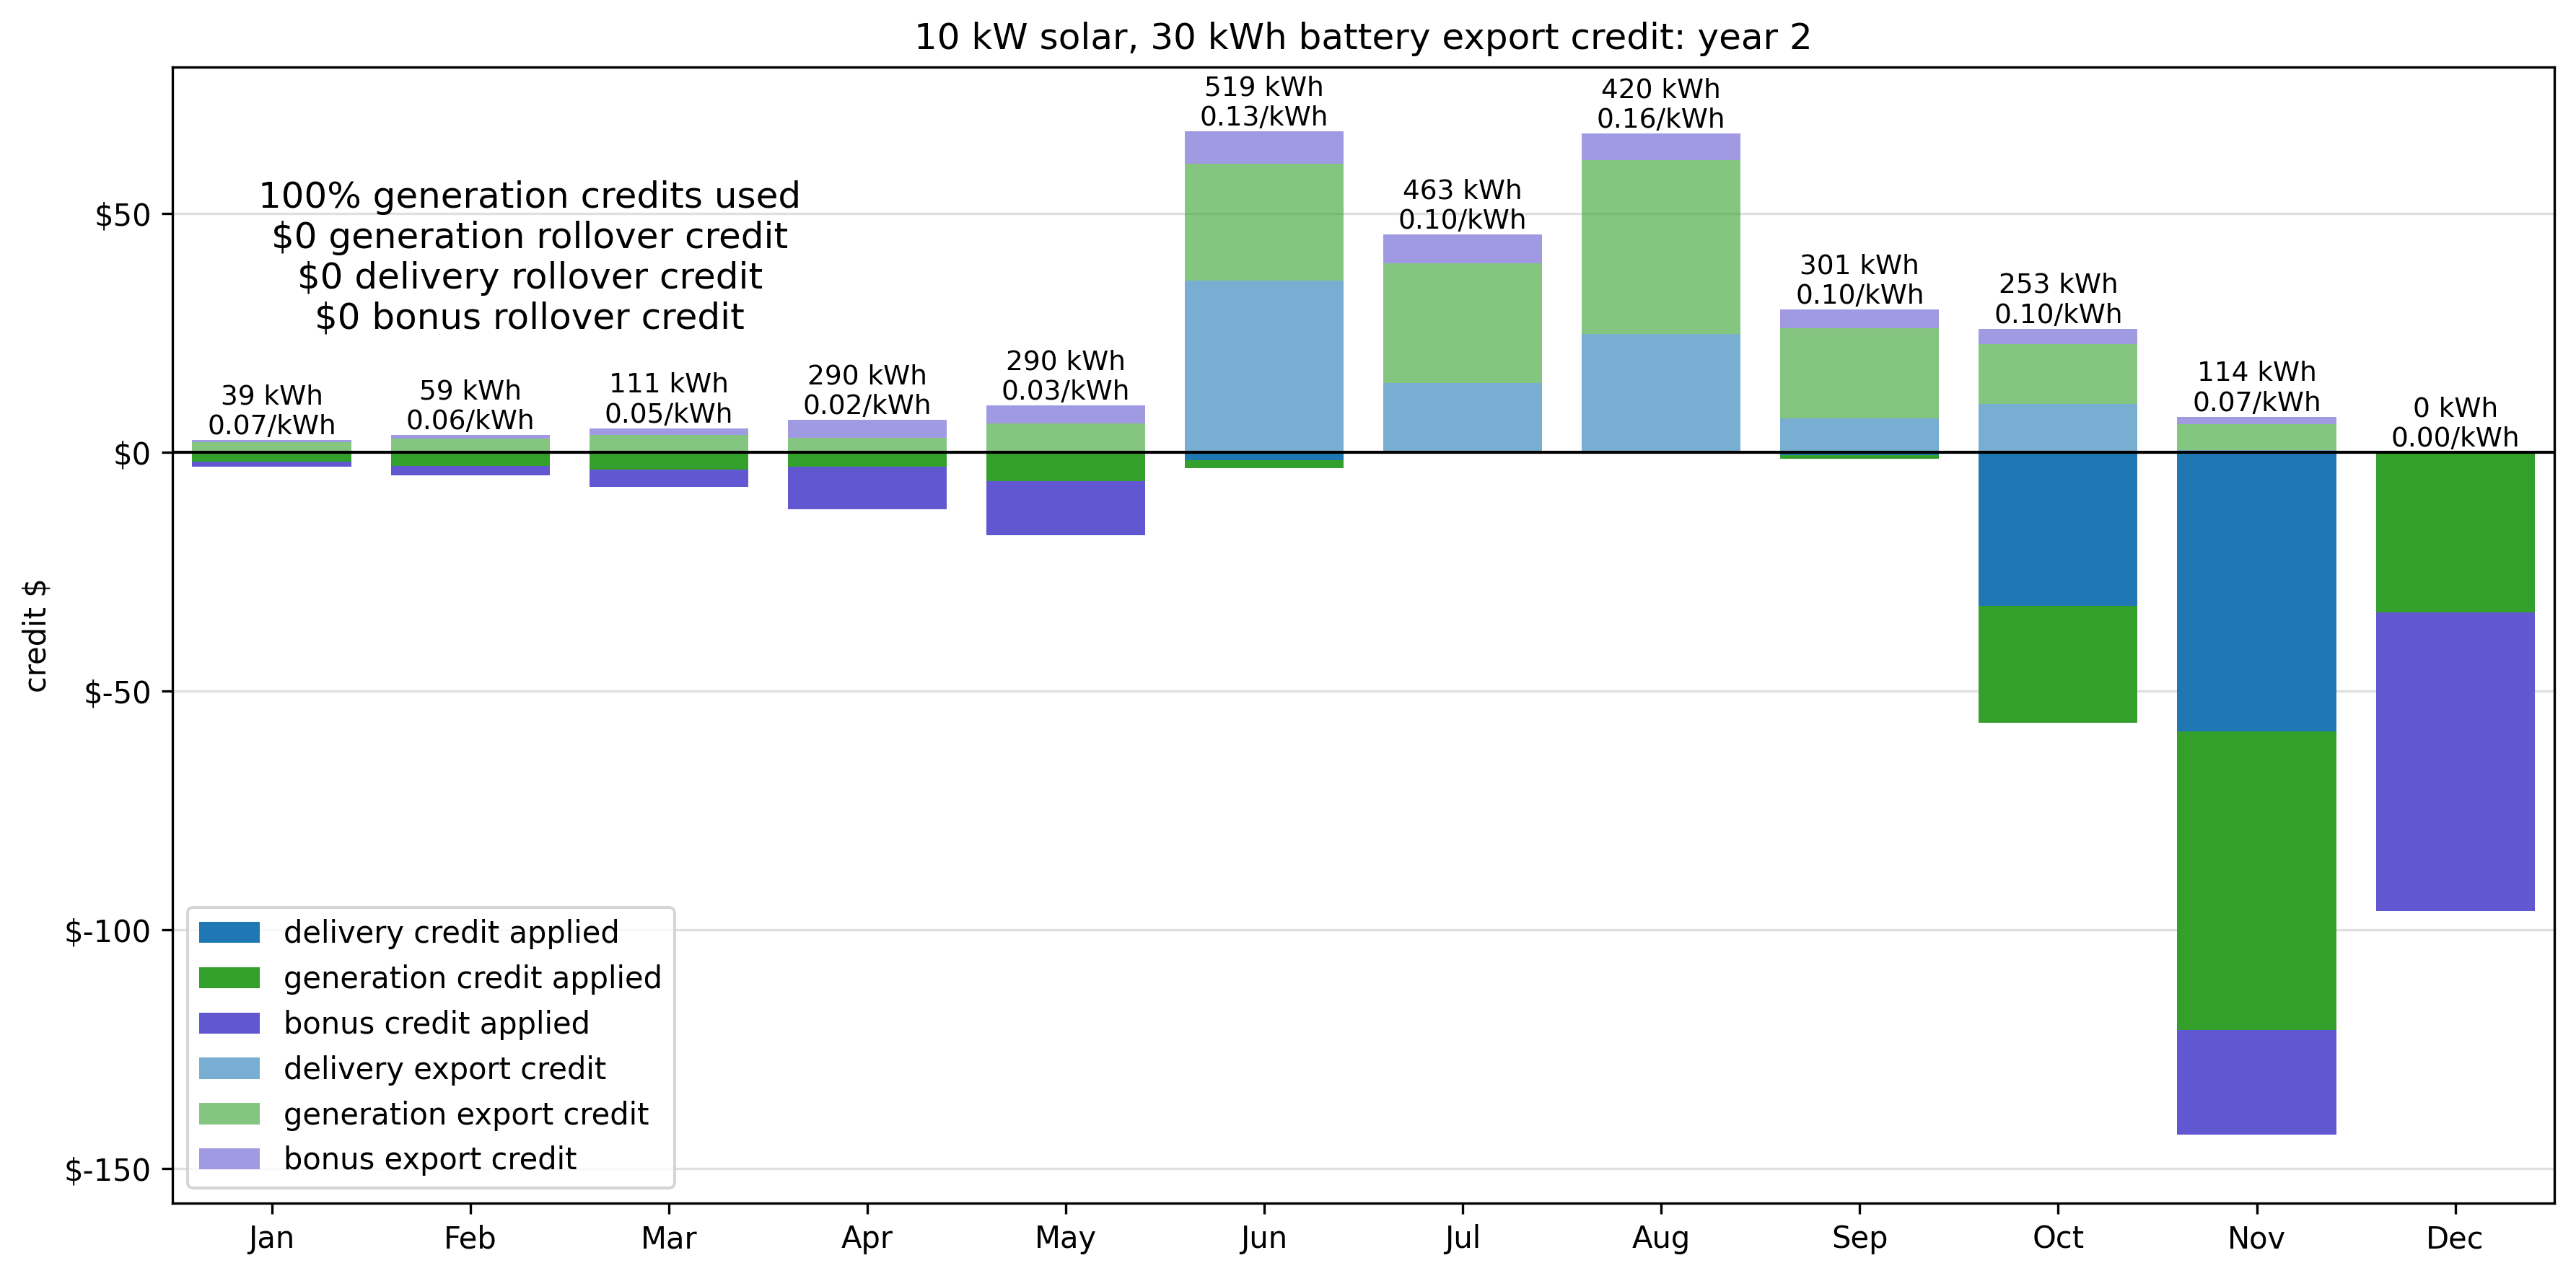 10 kW solar, 30 kWh battery export credit: year 2
519 kWh
0.13/kWh
420 kWh
0.16/kWh
463 kWh
0.10/kWh
100% generation credits used
$0 generation rollover credit
$0 delivery rollover credit
$0 bonus rollover credit
301 kWh
0.10/kWh
253 kWh
0.10/kWh
39 kWh
0.07/kWh
59 kWh
0.06/kWh
111 kWh
0.05/kWh
290 kWh
0.02/kWh
290 kWh
0.03/kWh
114 kWh
0.07/kWh
0 kWh
0.00/kWh
credit $
$50
$0
$-50
$-100
$-150
delivery credit applied
generation credit applied
bonus credit applied
delivery export credit
generation export credit
bonus export credit
Jan Feb Mar Apr May Jun Jul Aug Sep Oct Nov Dec